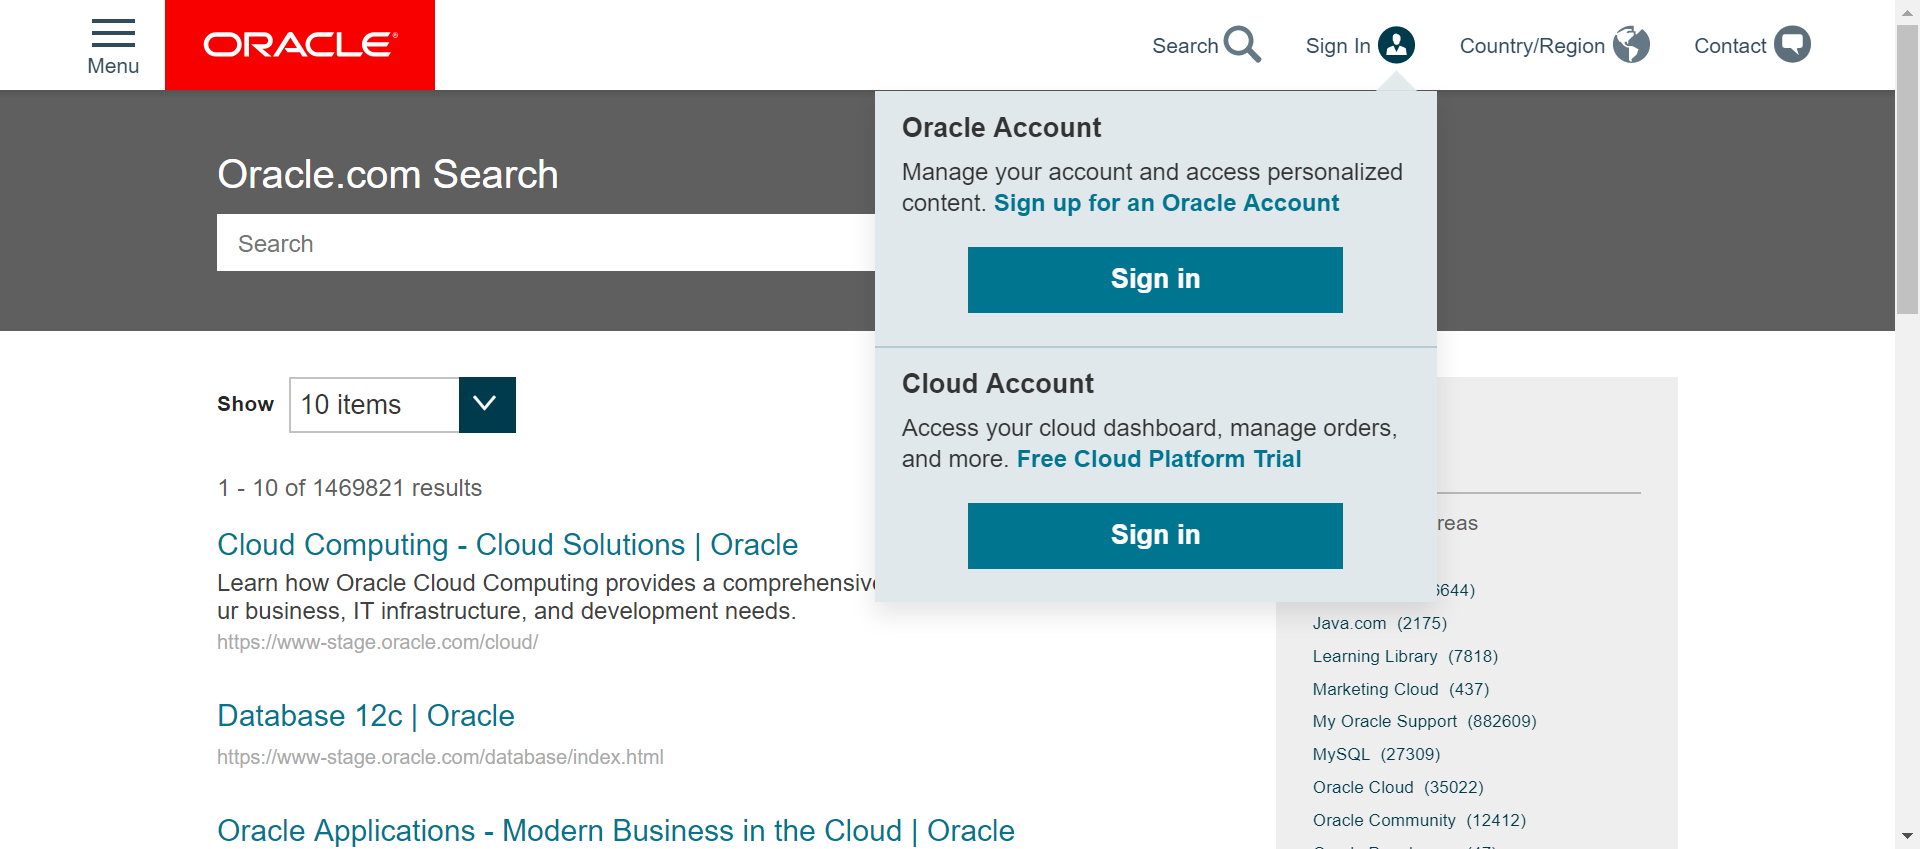 Menu
ORACLE
Search
Sign In
Country/Region
Contact
Oracle.com Search
Search
Oracle Account
Manage your account and access personalized
content. Sign up for an Oracle Account
Sign in
Cloud Account
Access your cloud dashboard, manage orders,
and more. Free Cloud Platform Trial
Sign in
Show
10 items
1 - 10 of 1469821 results
Cloud Computing - Cloud Solutions | Oracle
Learn how Oracle Cloud Computing provides a comprehensive
ur business, IT infrastructure, and development needs.
https://www-stage.oracle.com/cloud/
Database 12c | Oracle
https://www-stage.oracle.com/database/index.html
Oracle Applications - Modern Business in the Cloud | Oracle
reas
6644)
Java.com (2175)
Learning Library (7818)
Marketing Cloud (437)
My Oracle Support (882609)
MySQL (27309)
Oracle Cloud (35022)
Oracle Community (12412)